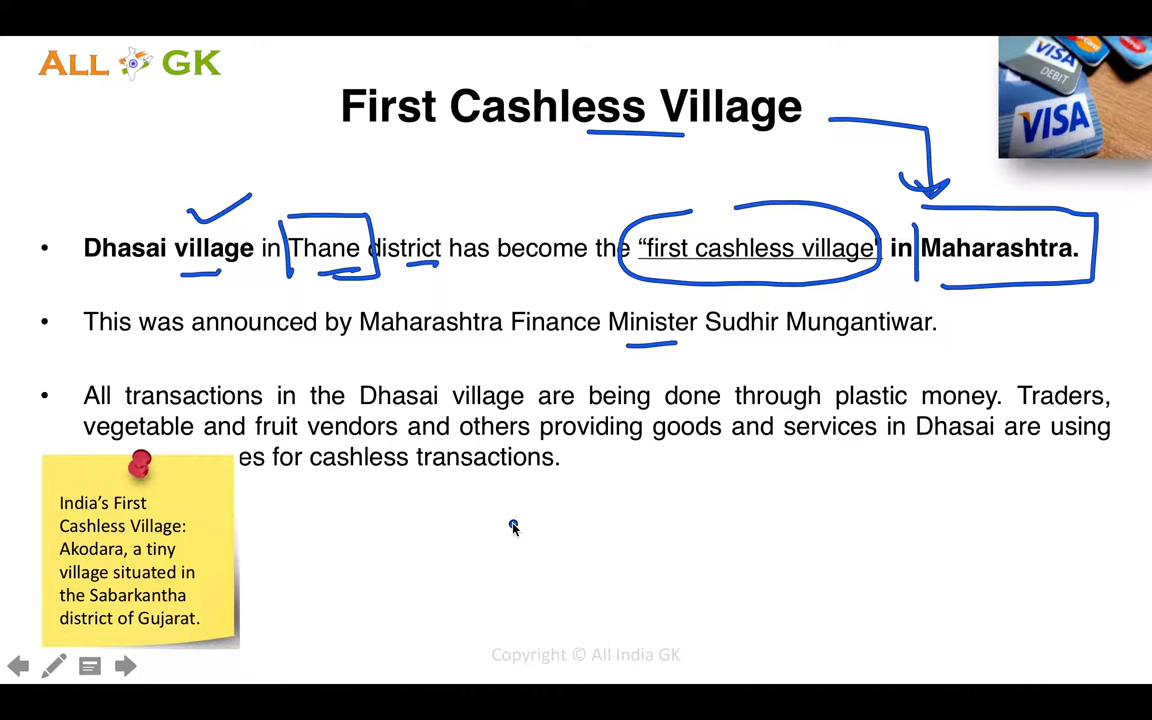 ALL GK
VISA
DEBIT
VISA
First Cashless Village
• Dhasai village in Thane district has become the “first cashless village” in Maharashtra.
• This was announced by Maharashtra Finance Minister Sudhir Mungantiwar.
• All transactions in the Dhasai village are being done through plastic money. Traders,
vegetable and fruit vendors and others providing goods and services in Dhasai are using
es for cashless transactions.
India’s First
Cashless Village:
Akodara, a tiny
village situated in
the Sabarkantha
district of Gujarat.
Copyright © All India GK